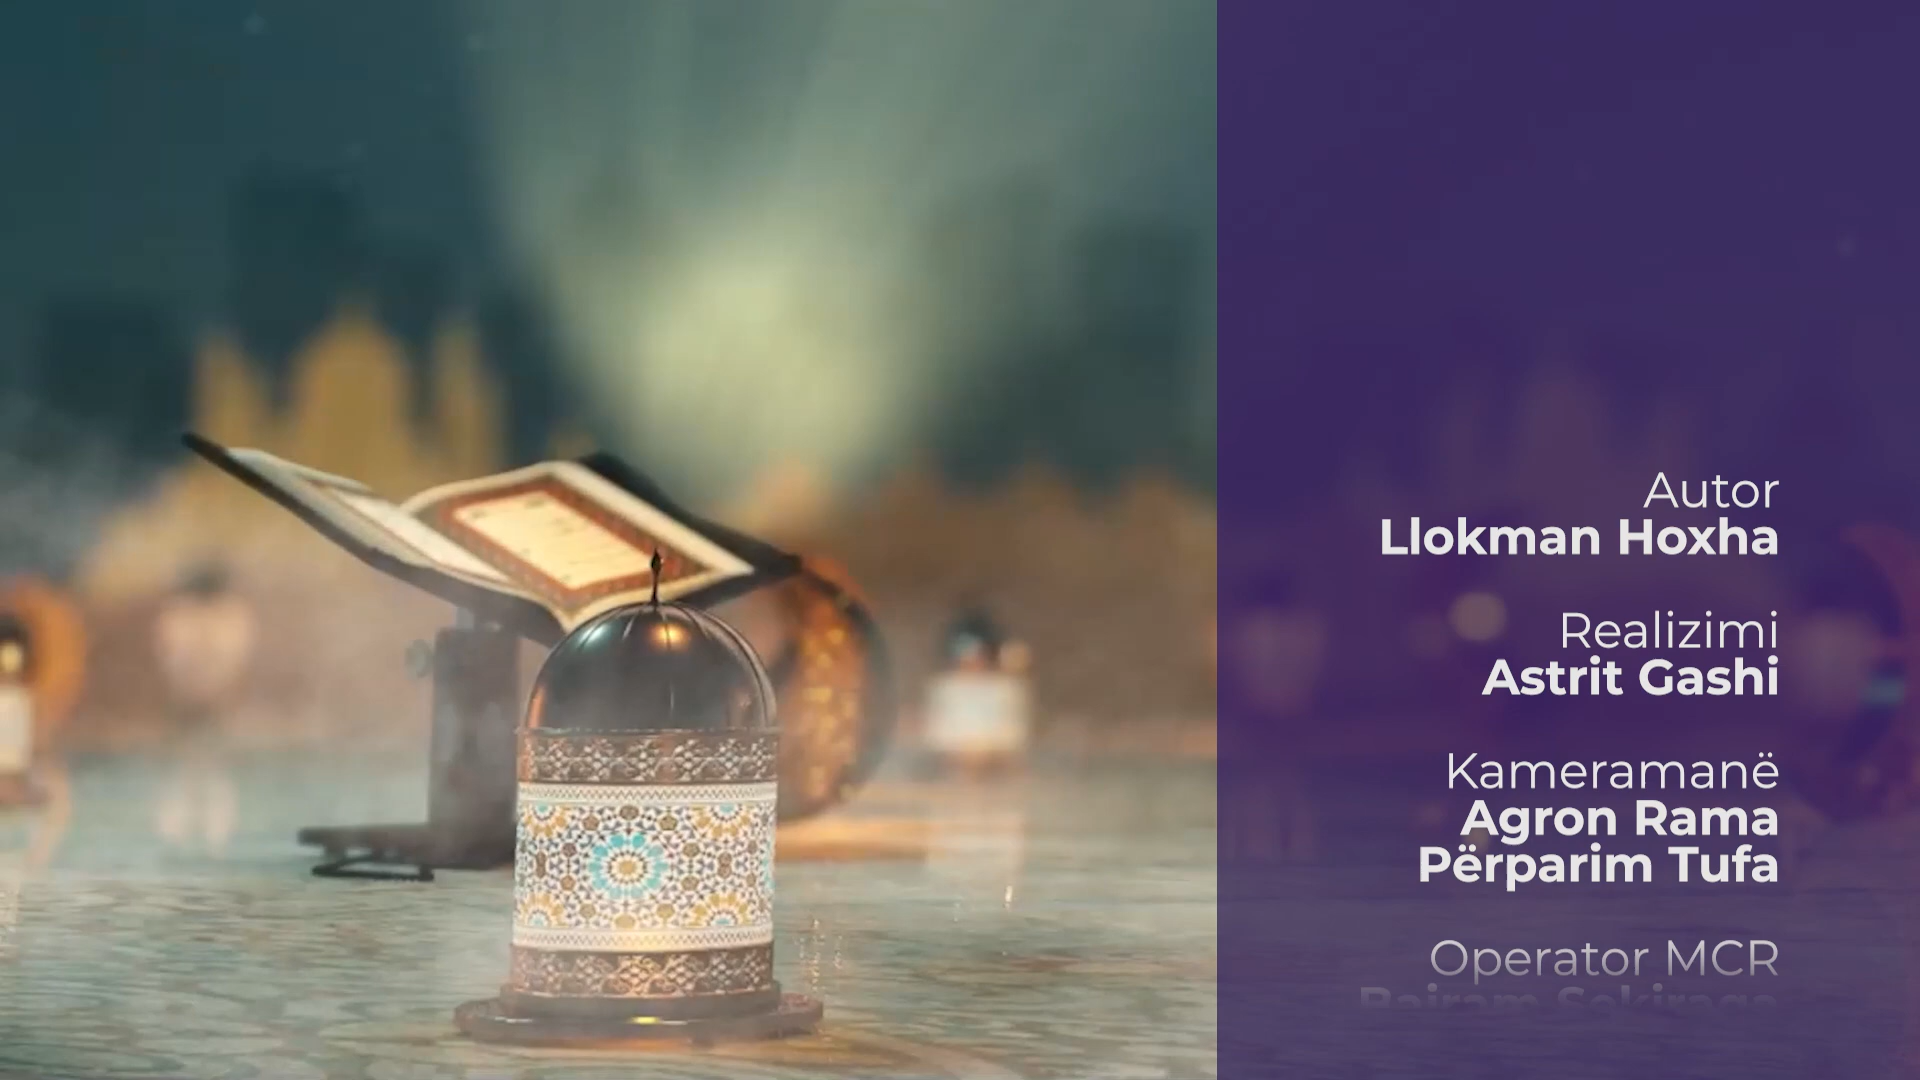 Autor
Llokman Hoxha
Realizimi
Astrit Gashi
Kameramanë
Agron Rama
Përparim Tufa
Operator MCR